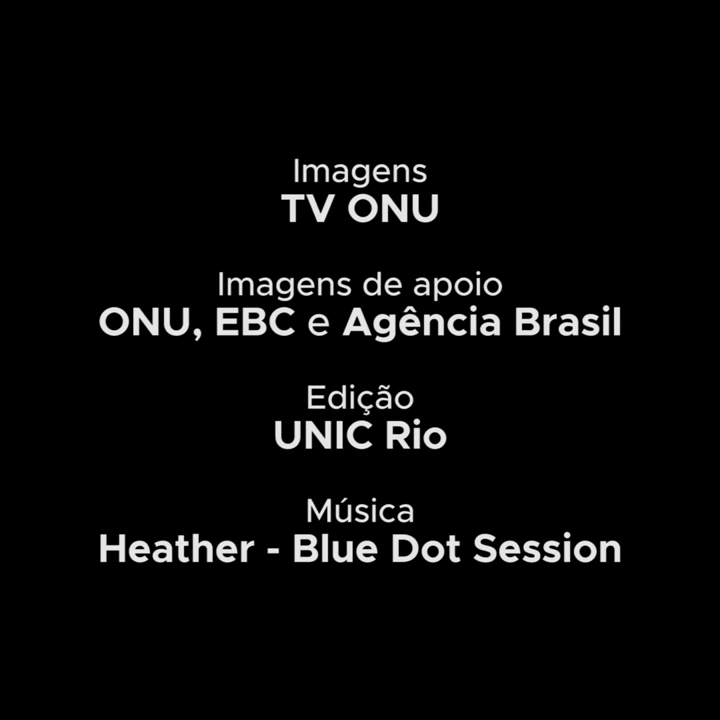 Imagens
TV ONU
Imagens de apoio
ONU, EBC e Agência Brasil
Edição
UNIC Rio
Música
Heather - Blue Dot Session